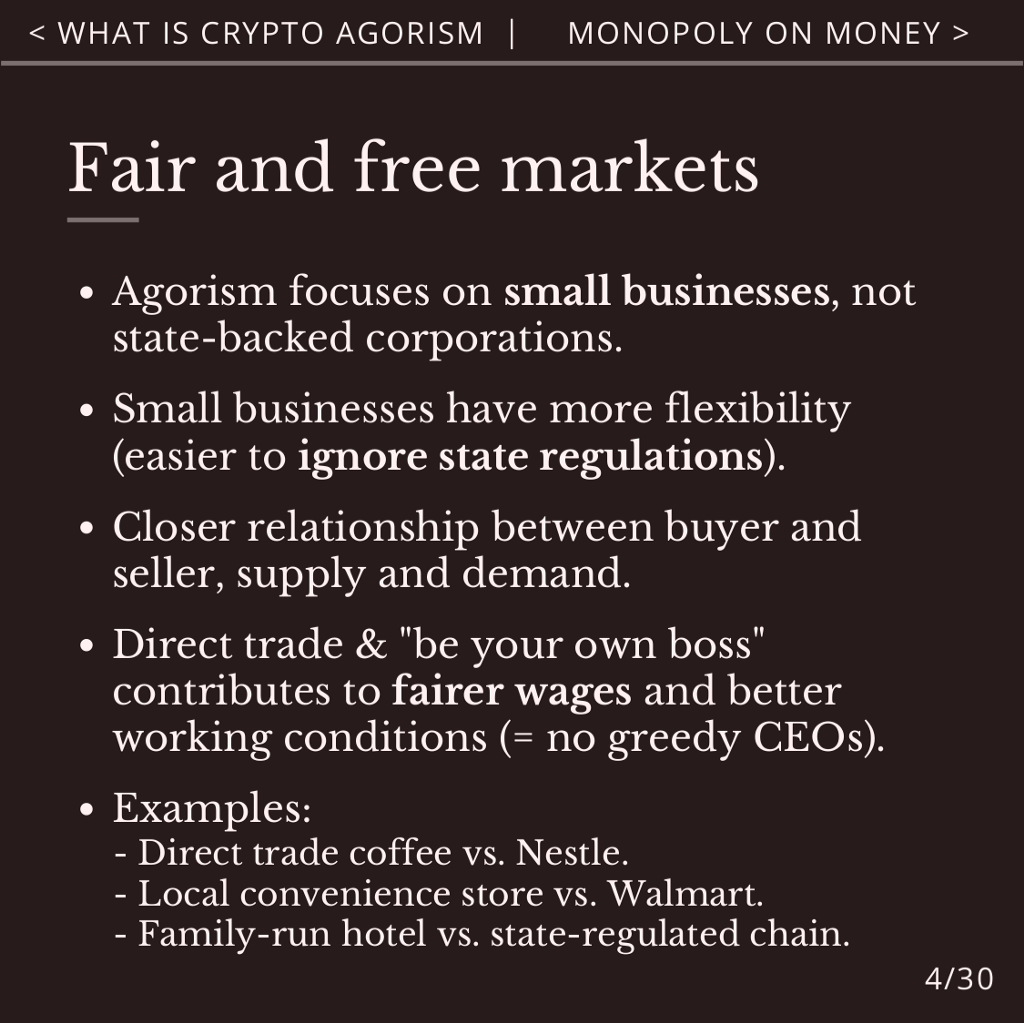 < WHAT IS CRYPTO AGORISM | MONOPOLY ON MONEY >
Fair and free markets
• Agorism focuses on small businesses, not
state-backed corporations.
• Small businesses have more flexibility
(easier to ignore state regulations).
• Closer relationship between buyer and
seller, supply and demand.
• Direct trade & "be your own boss"
contributes to fairer wages and better
working conditions (= no greedy CEOs).
• Examples:
- Direct trade coffee vs. Nestle.
- Local convenience store vs. Walmart.
- Family-run hotel vs. state-regulated chain.
4/30